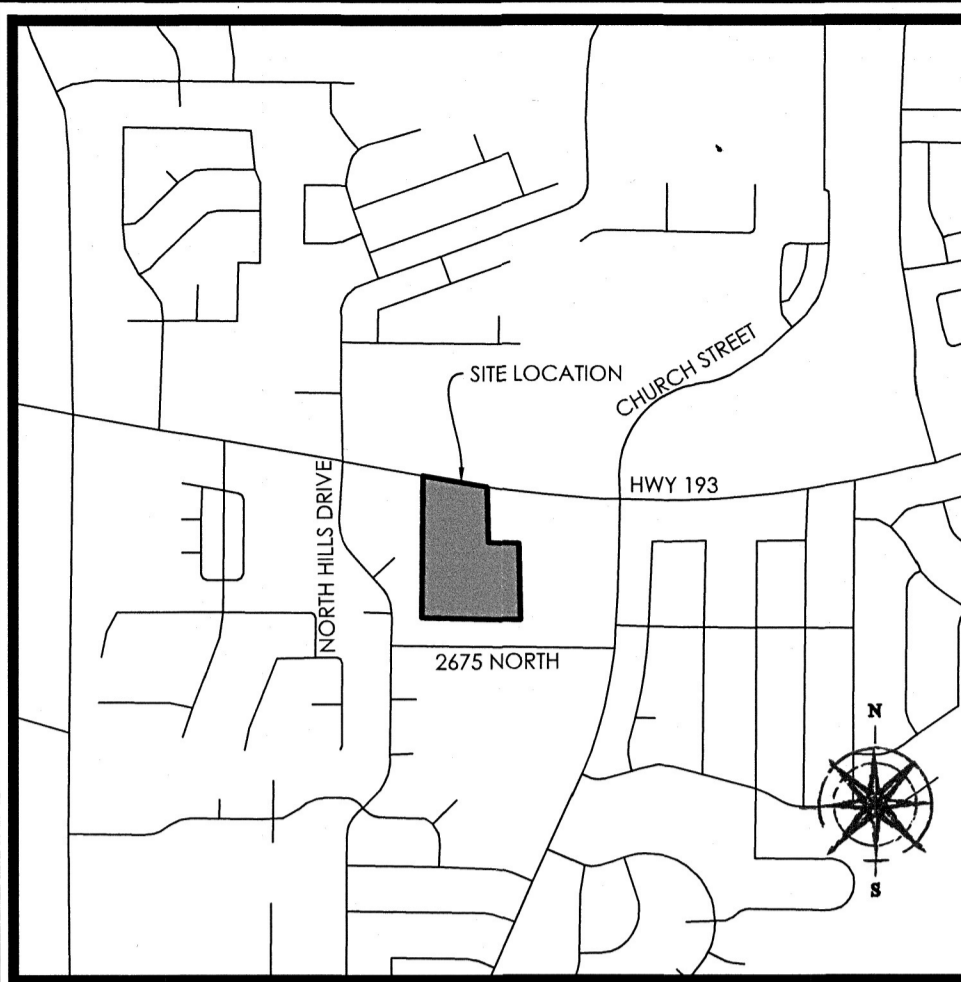 SITE LOCATION
CHURCH STREET
HWY 193
NORTH HILLS DRIVE
2675 NORTH
N
S